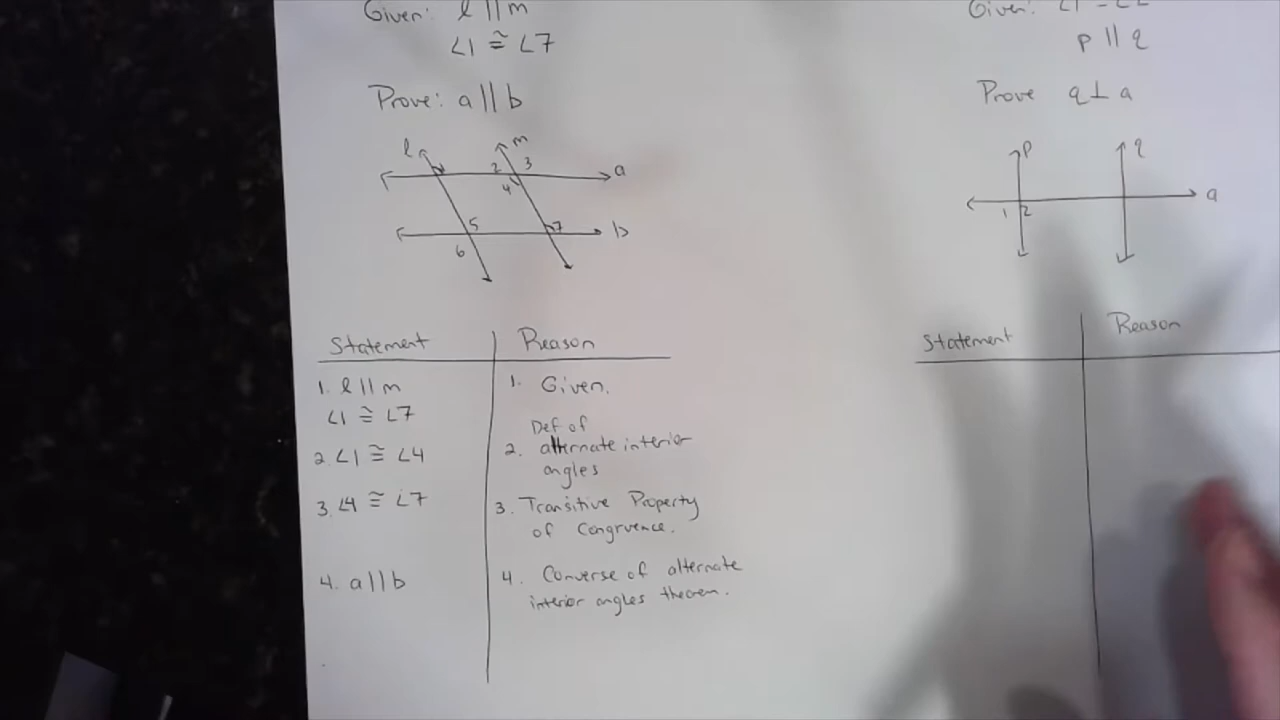 Given: l || m
∠1 ≅ ∠7
Prove: a || b
l
m
2
3
a
4
5
7
b
6
Statement
Reason
1. l || m
1. Given.
∠1 ≅ ∠7
Def of
2. ∠1 ≅ ∠4
2. alternate interior
angles
3. ∠4 ≅ ∠7
3. Transitive Property
of Congruence.
4. a || b
4. Converse of alternate
interior angles theorem.
Given:
p || q
Prove q ⊥ a
p
q
a
1
2
Statement
Reason